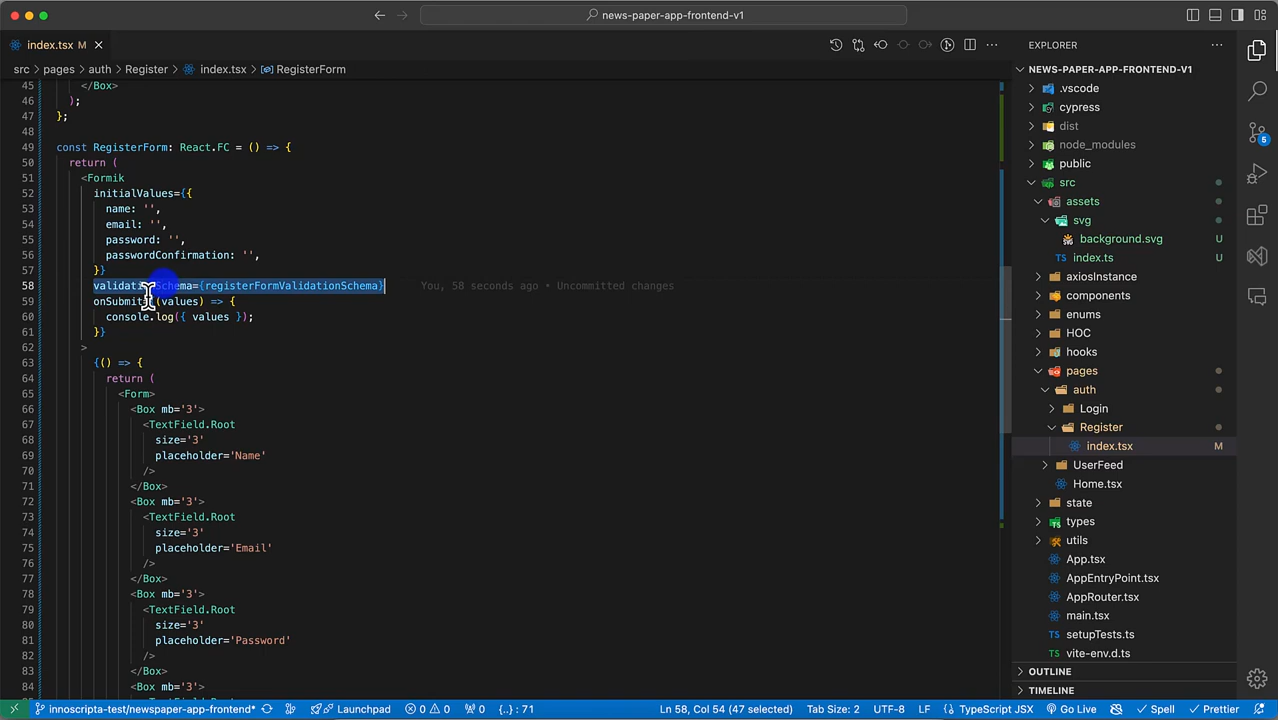 news-paper-app-frontend-v1
index.tsx M
EXPLORER
src > pages > auth > Register > index.tsx > RegisterForm
NEWS-PAPER-APP-FRONTEND-V1
45 </Box>
46 );
47 };
48
49 const RegisterForm: React.FC = () => {
50 return (
51 <Formik
52 initialValues={{
53 name: '',
54 email: '',
55 password: '',
56 passwordConfirmation: '',
57 }}
58 validationSchema={registerFormValidationSchema} You, 58 seconds ago • Uncommitted changes
59 onSubmit={(values) => {
60 console.log({ values });
61 }}
62 >
63 {() => {
64 return (
65 <Form>
66 <Box mb='3'>
67 <TextField.Root
68 size='3'
69 placeholder='Name'
70 />
71 </Box>
72 <Box mb='3'>
73 <TextField.Root
74 size='3'
75 placeholder='Email'
76 />
77 </Box>
78 <Box mb='3'>
79 <TextField.Root
80 size='3'
81 placeholder='Password'
82 />
83 </Box>
84 <Box mb='3'>
.vscode
cypress
dist
node_modules
public
src
assets
svg
background.svg U
index.ts U
axiosInstance
components
enums
HOC
hooks
pages
auth
Login
Register
index.tsx M
UserFeed
Home.tsx
state
types
utils
App.tsx
AppEntryPoint.tsx
AppRouter.tsx
main.tsx
setupTests.ts
vite-env.d.ts
OUTLINE
TIMELINE
5
innoscripta-test/newspaper-app-frontend* Launchpad 0 0 0 {..} : 71 Ln 58, Col 54 (47 selected) Tab Size: 2 UTF-8 LF {} TypeScript JSX Go Live Spell Prettier